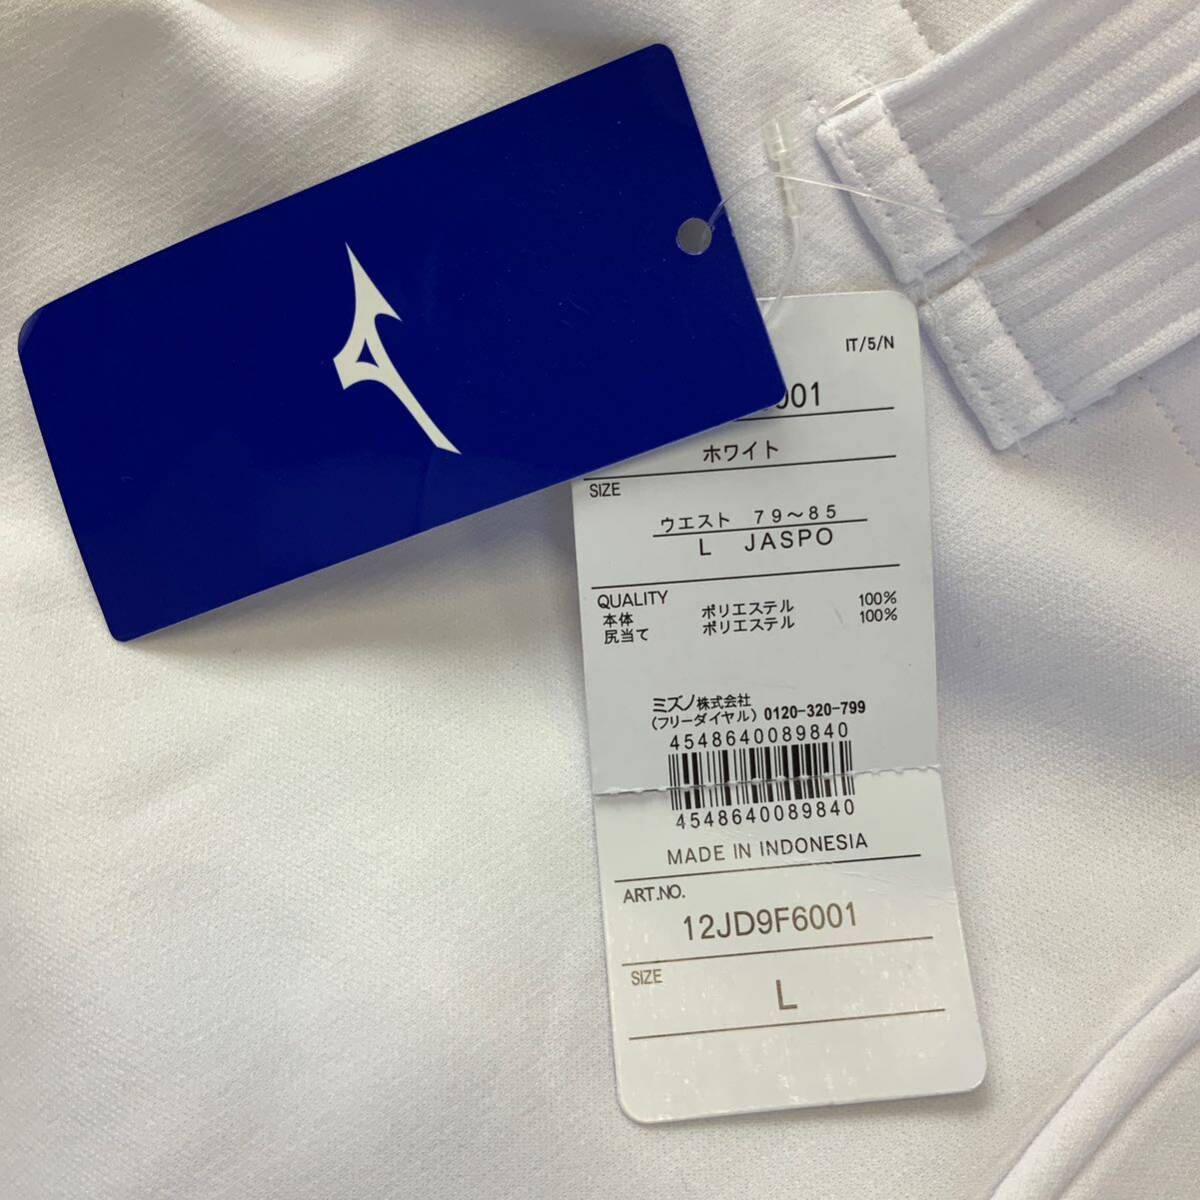 IT/5/N
001
ホワイト
SIZE
ウエスト 79～85
L JASPO
QUALITY
本体 ポリエステル 100%
尻当て ポリエステル 100%
ミズノ株式会社
(フリーダイヤル) 0120-320-799
4548640089840
4548640089840
MADE IN INDONESIA
ART.NO.
12JD9F6001
SIZE
L